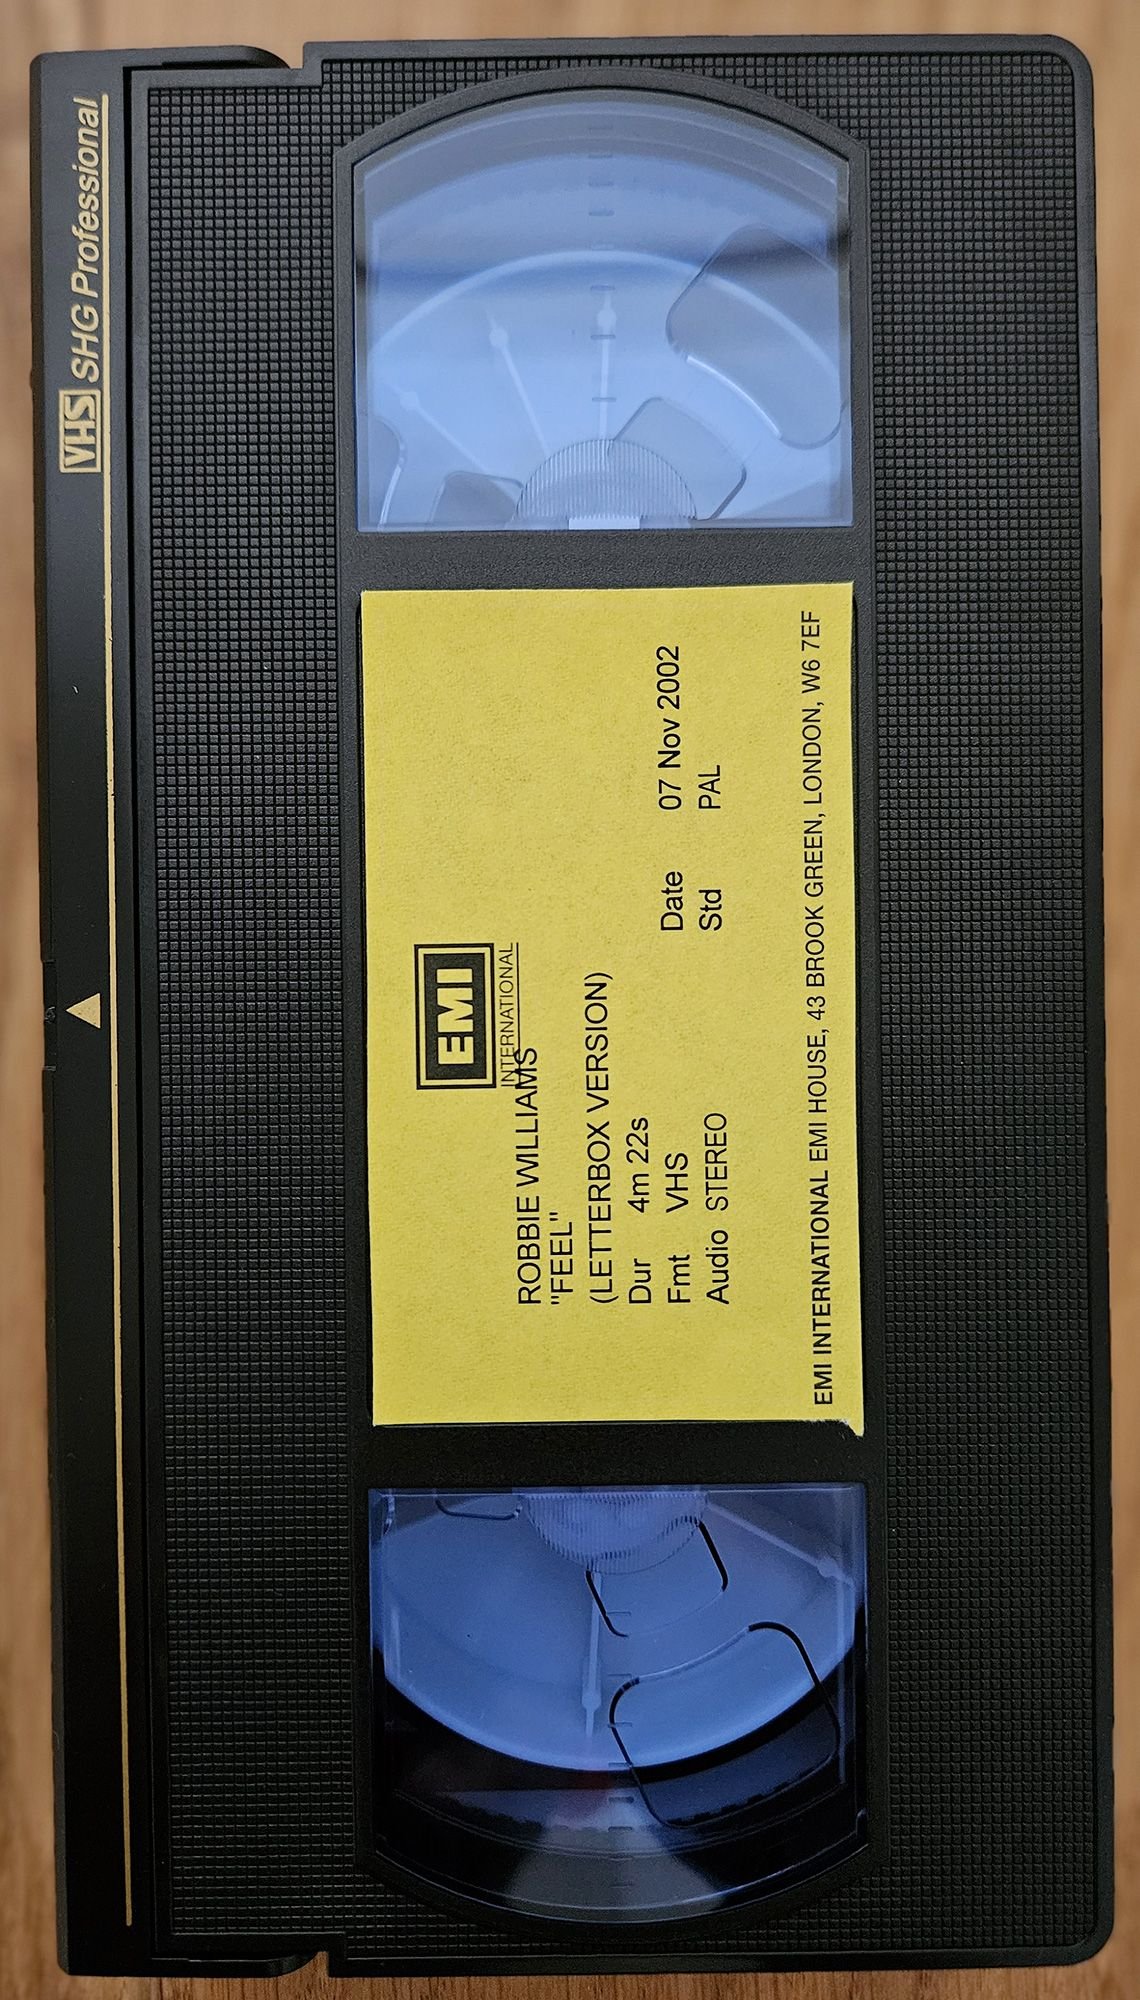 VHS SHG Professional
EMI
INTERNATIONAL
ROBBIE WILLIAMS
"FEEL"
(LETTERBOX VERSION)
Dur 4m 22s
Fmt VHS Date 07 Nov 2002
Audio STEREO Std PAL
EMI INTERNATIONAL EMI HOUSE, 43 BROOK GREEN, LONDON, W6 7EF